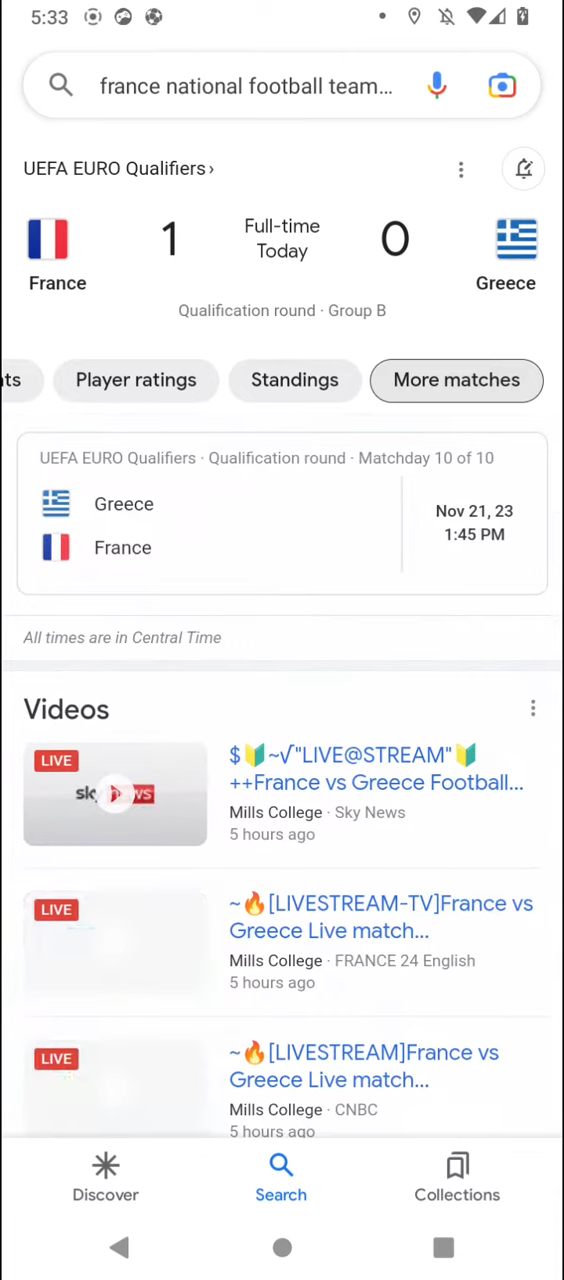 5:33
france national football team...
UEFA EURO Qualifiers ›
1
Full-time
Today
0
France
Greece
Qualification round · Group B
Player ratings
Standings
More matches
UEFA EURO Qualifiers · Qualification round · Matchday 10 of 10
Greece
France
Nov 21, 23
1:45 PM
All times are in Central Time
Videos
LIVE
$🔰~√"LIVE@STREAM"🔰
++France vs Greece Football...
Mills College · Sky News
5 hours ago
LIVE
~🔥[LIVESTREAM-TV]France vs
Greece Live match...
Mills College · FRANCE 24 English
5 hours ago
LIVE
~🔥[LIVESTREAM]France vs
Greece Live match...
Mills College · CNBC
5 hours ago
Discover
Search
Collections